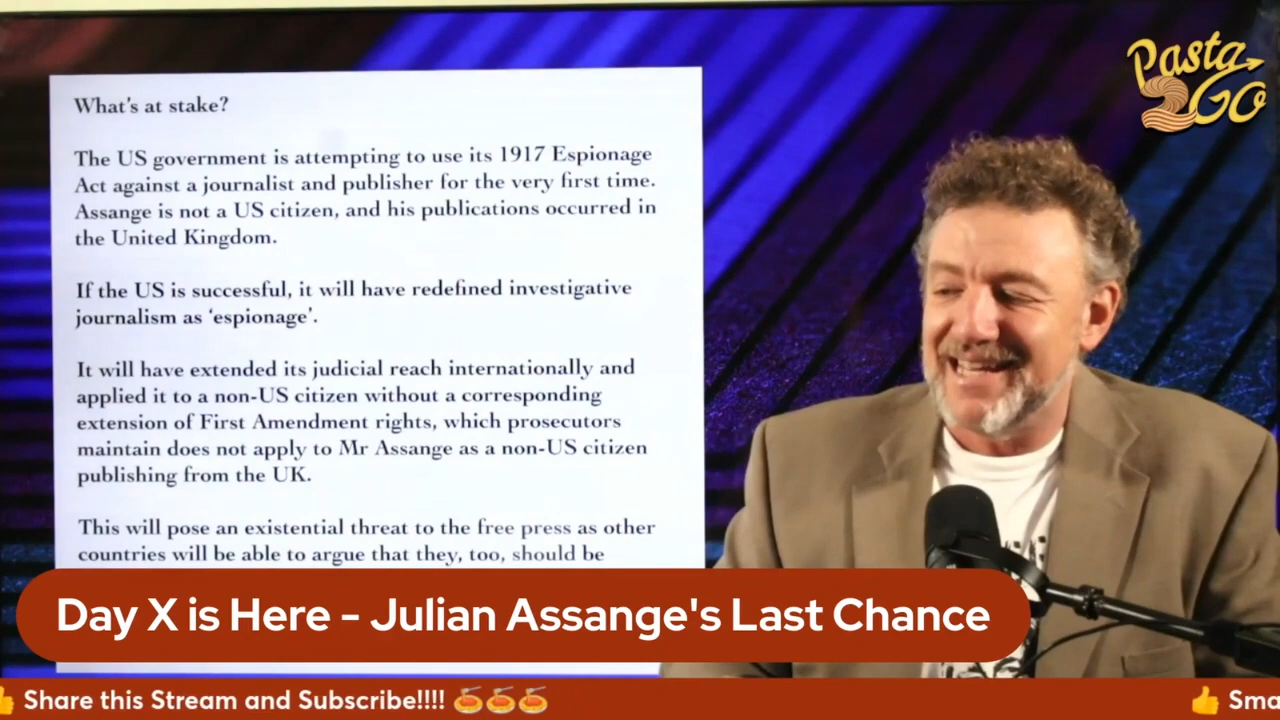 Pasta
2GO
What's at stake?
The US government is attempting to use its 1917 Espionage
Act against a journalist and publisher for the very first time.
Assange is not a US citizen, and his publications occurred in
the United Kingdom.
If the US is successful, it will have redefined investigative
journalism as ‘espionage’.
It will have extended its judicial reach internationally and
applied it to a non-US citizen without a corresponding
extension of First Amendment rights, which prosecutors
maintain does not apply to Mr Assange as a non-US citizen
publishing from the UK.
This will pose an existential threat to the free press as other
countries will be able to argue that they, too, should be
Day X is Here - Julian Assange's Last Chance
👍 Share this Stream and Subscribe!!!! 🍝🍝🍝
👍